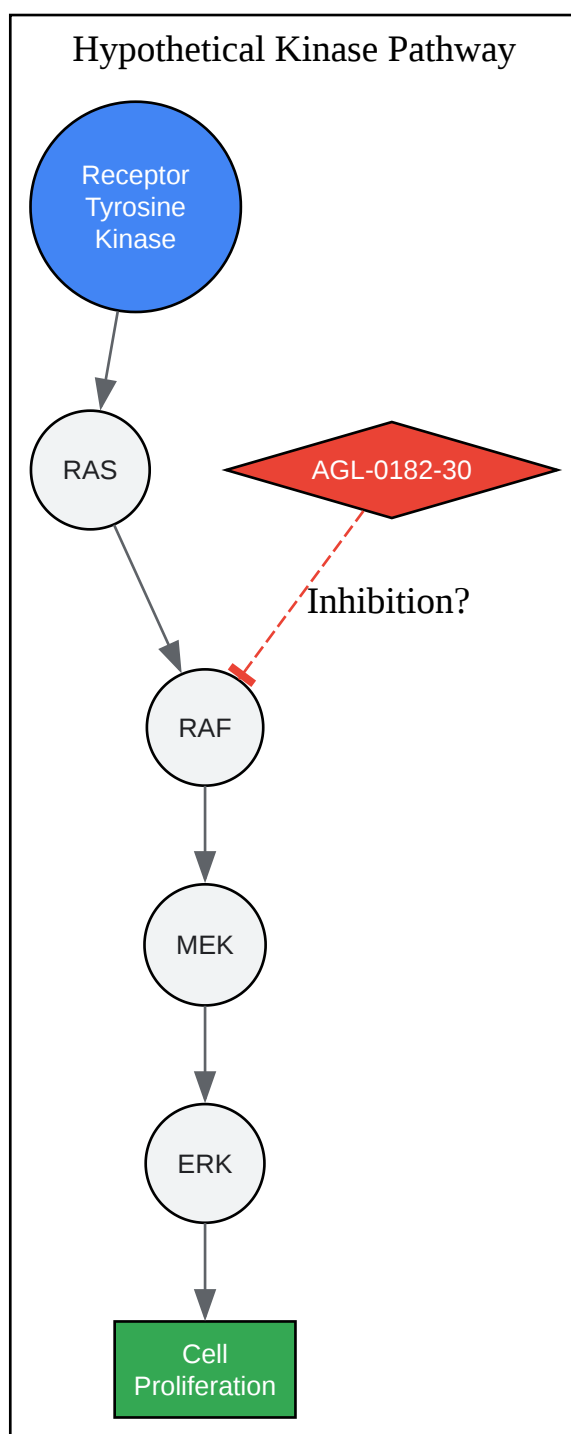 Hypothetical Kinase Pathway
Receptor
Tyrosine
Kinase
RAS
AGL-0182-30
Inhibition?
RAF
MEK
ERK
Cell
Proliferation